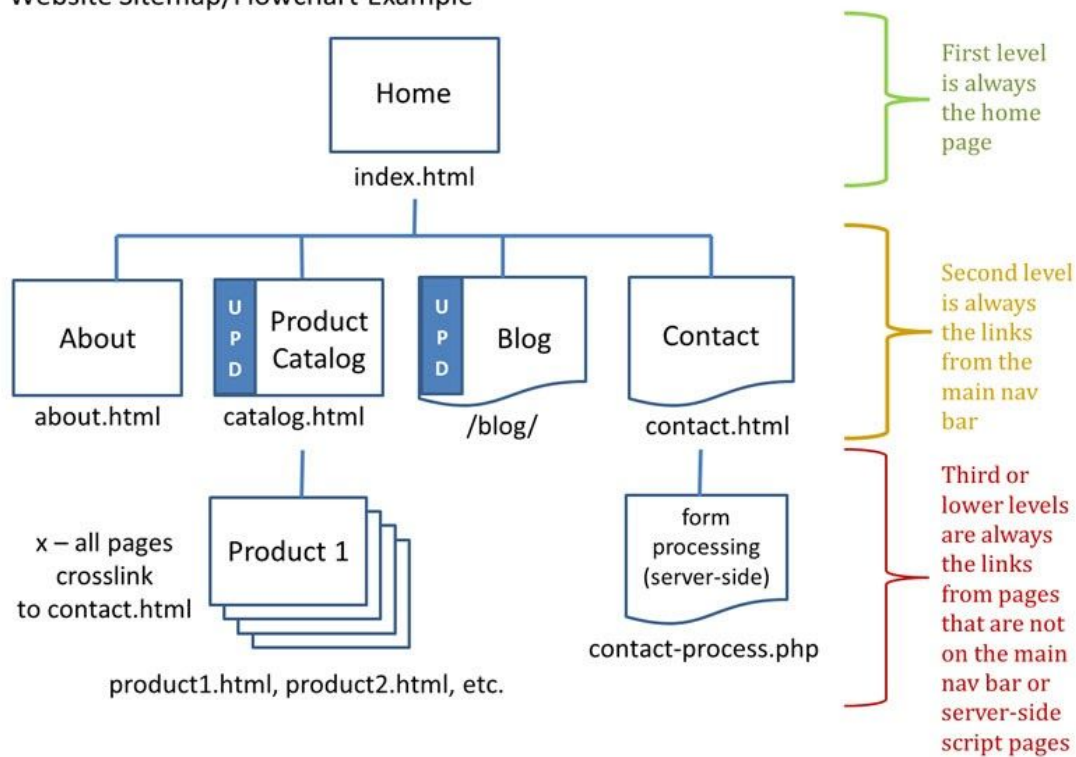 Website Sitemap/Flowchart Example
Home
index.html
First level
is always
the home
page
About
about.html
U
P
D
Product
Catalog
catalog.html
U
P
D
Blog
/blog/
Contact
contact.html
Second level
is always
the links
from the
main nav
bar
x – all pages
crosslink
to contact.html
Product 1
product1.html, product2.html, etc.
form
processing
(server-side)
contact-process.php
Third or
lower levels
are always
the links
from pages
that are not
on the main
nav bar or
server-side
script pages